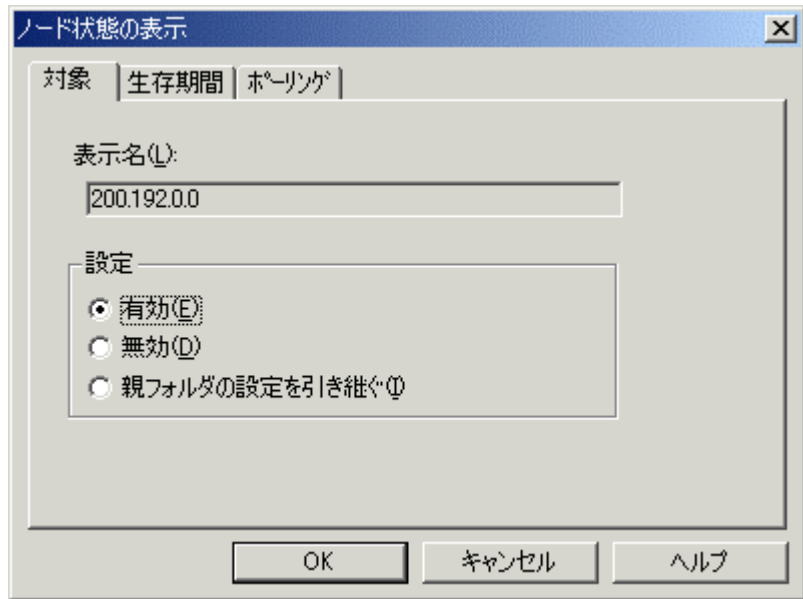 ノード状態の表示
対象 生存期間 ﾎﾟｰﾘﾝｸﾞ
表示名(L):
200.192.0.0
設定
有効(E)
無効(D)
親フォルダの設定を引き継ぐ(I)
OK キャンセル ヘルプ